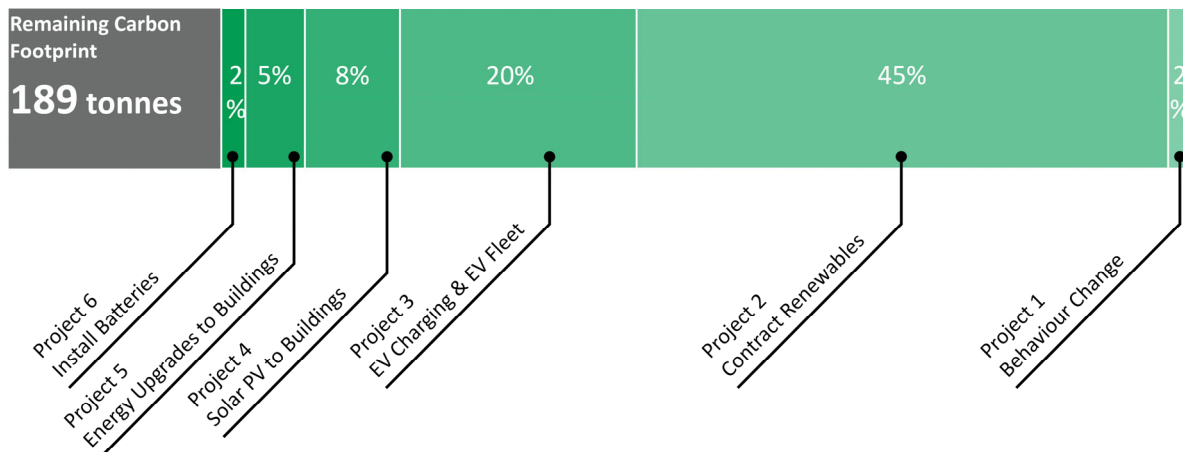 Remaining Carbon
Footprint
189 tonnes
2
%
5%
8%
20%
45%
2
%
Project 6
Install Batteries
Project 5
Energy Upgrades to Buildings
Project 4
Solar PV to Buildings
Project 3
EV Charging & EV Fleet
Project 2
Contract Renewables
Project 1
Behaviour Change